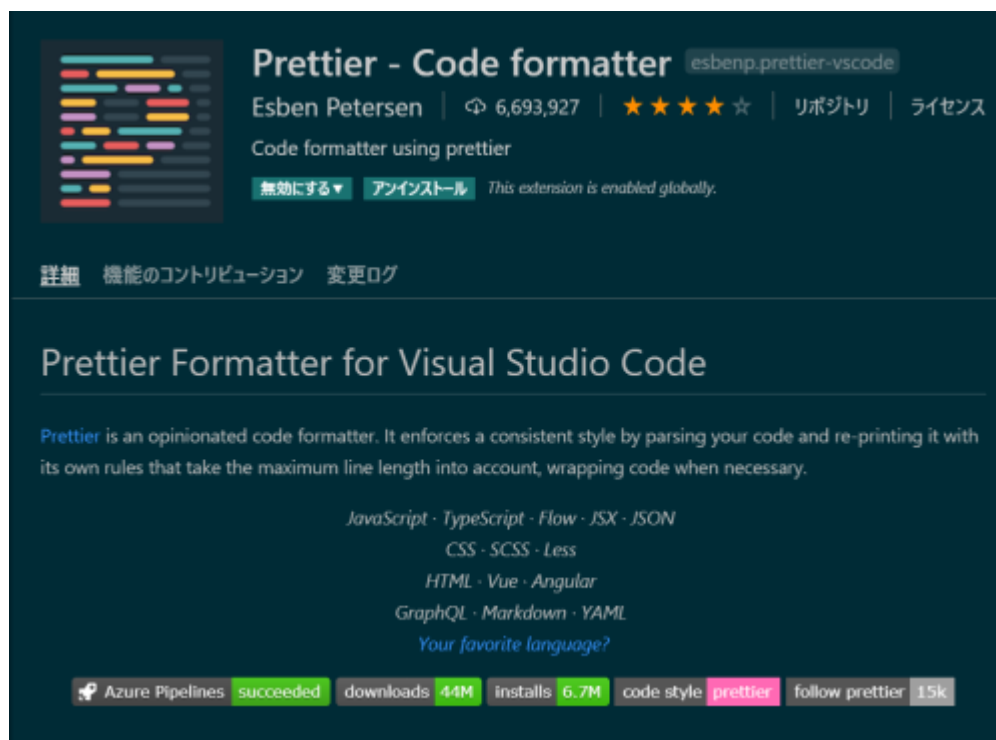 Prettier - Code formatter esbenp.prettier-vscode
Esben Petersen 6,693,927 リポジトリ ライセンス
Code formatter using prettier
無効にする アンインストール This extension is enabled globally.
詳細 機能のコントリビューション 変更ログ
Prettier Formatter for Visual Studio Code
Prettier is an opinionated code formatter. It enforces a consistent style by parsing your code and re-printing it with
its own rules that take the maximum line length into account, wrapping code when necessary.
JavaScript · TypeScript · Flow · JSX · JSON
CSS · SCSS · Less
HTML · Vue · Angular
GraphQL · Markdown · YAML
Your favorite language?
Azure Pipelines succeeded downloads 44M installs 6.7M code style prettier follow prettier 15k